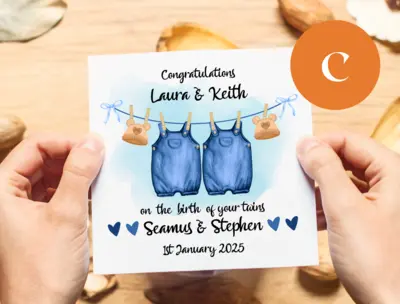 Congratulations
Laura & Keith
on the birth of your twins
Seamus & Stephen
1st January 2025
C